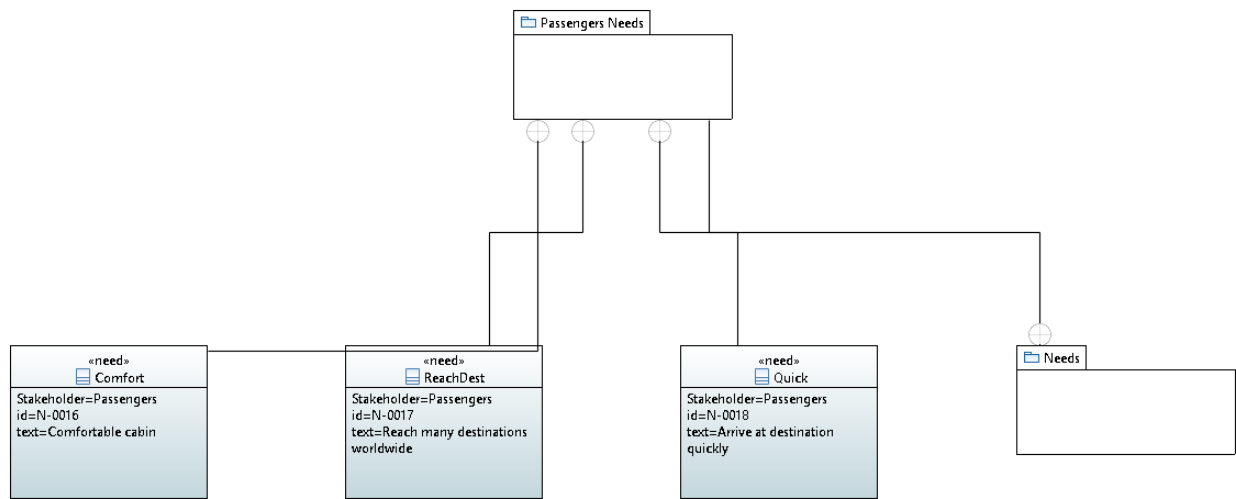 Passengers Needs
«need»
Comfort
Stakeholder=Passengers
id=N-0016
text=Comfortable cabin
«need»
ReachDest
Stakeholder=Passengers
id=N-0017
text=Reach many destinations
worldwide
«need»
Quick
Stakeholder=Passengers
id=N-0018
text=Arrive at destination
quickly
Needs